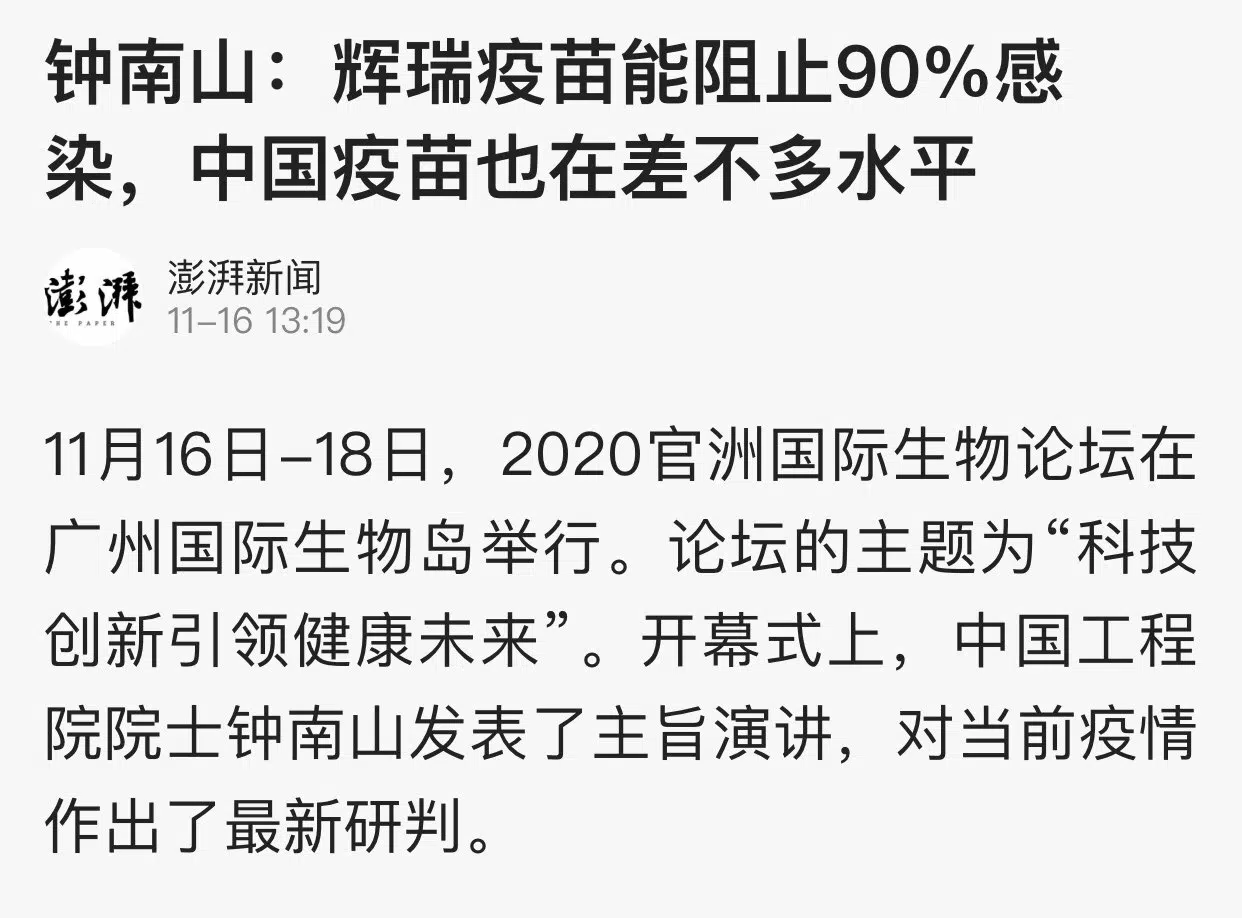 钟南山：辉瑞疫苗能阻止90%感
染，中国疫苗也在差不多水平
澎湃
THE PAPER
澎湃新闻
11-16 13:19
11月16日-18日，2020官洲国际生物论坛在
广州国际生物岛举行。论坛的主题为“科技
创新引领健康未来”。开幕式上，中国工程
院院士钟南山发表了主旨演讲，对当前疫情
作出了最新研判。